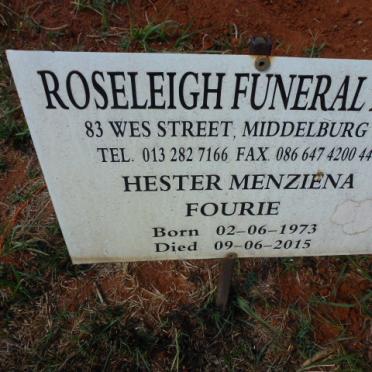 ROSELEIGH FUNERAL
83 WES STREET, MIDDELBURG
TEL. 013 282 7166 FAX. 086 647 4200 44
HESTER MENZIENA
FOURIE
Born 02-06-1973
Died 09-06-2015